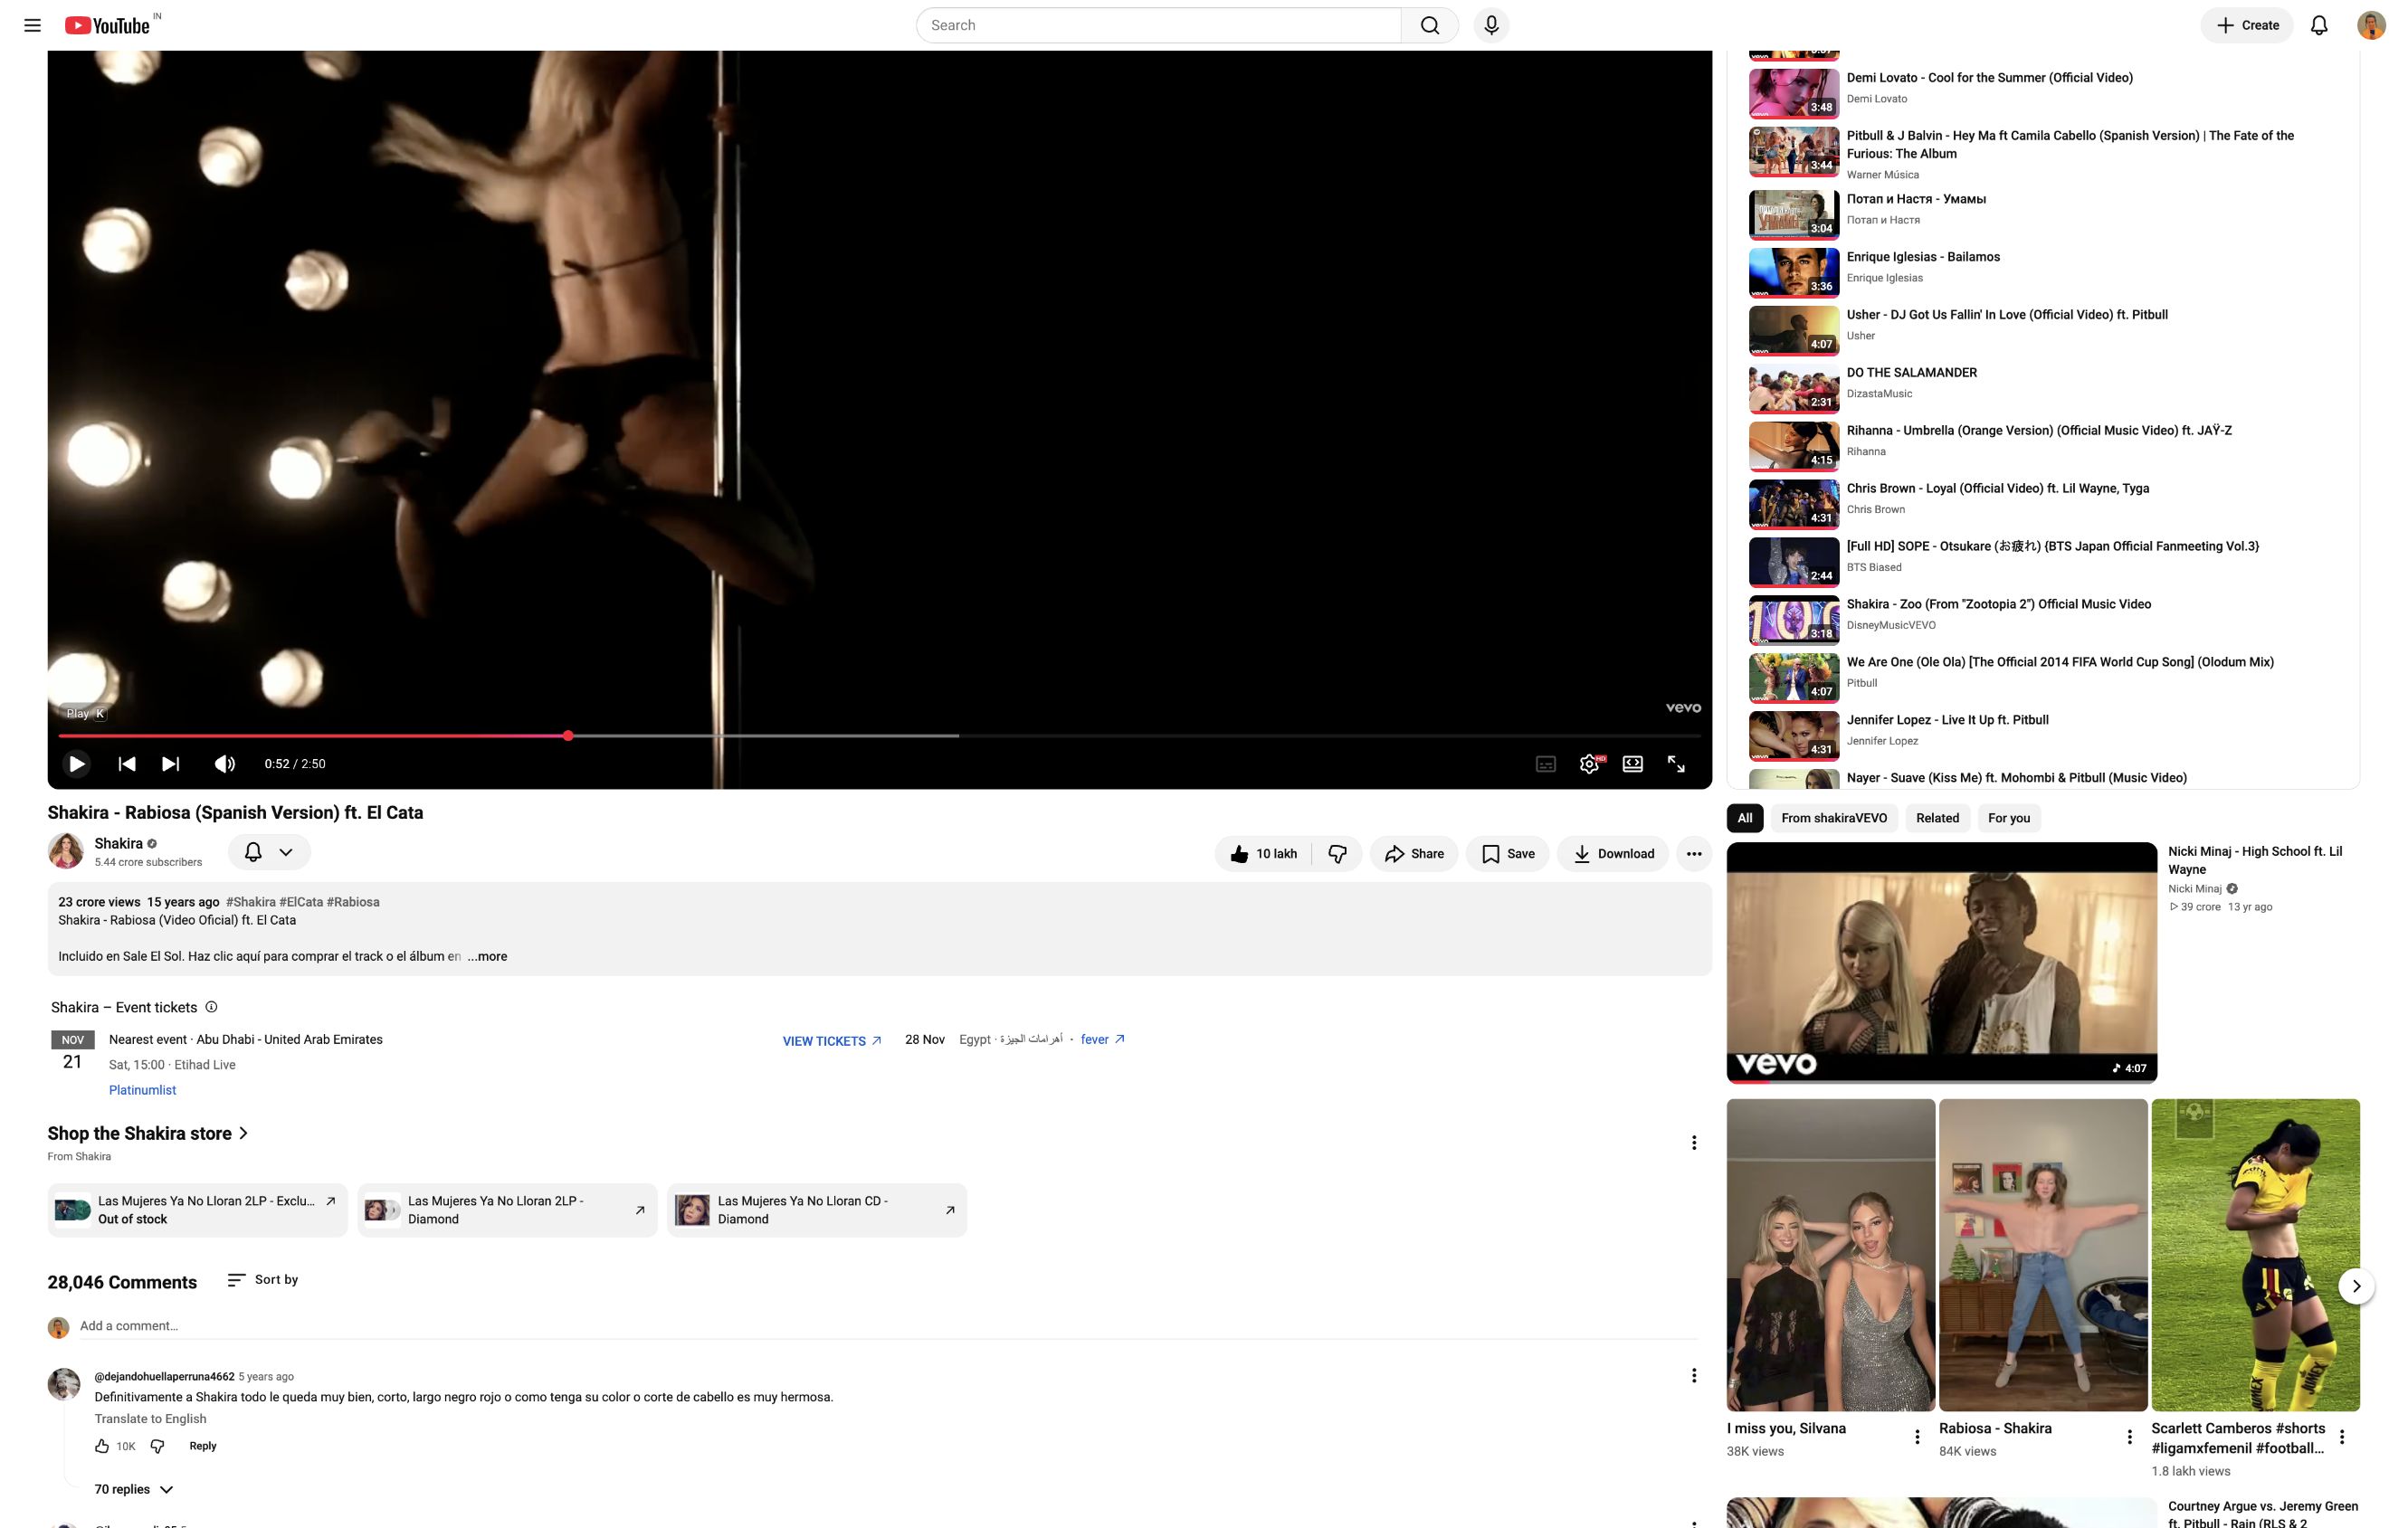 YouTube IN
Search
Create
Play K
vevo
0:52 / 2:50
HD
Shakira - Rabiosa (Spanish Version) ft. El Cata
Shakira
5.44 crore subscribers
10 lakh
Share
Save
Download
23 crore views 15 years ago #Shakira #ElCata #Rabiosa
Shakira - Rabiosa (Video Oficial) ft. El Cata
Incluido en Sale El Sol. Haz clic aquí para comprar el track o el álbum en ...more
Shakira – Event tickets
NOV
21
Nearest event · Abu Dhabi - United Arab Emirates
Sat, 15:00 · Etihad Live
Platinumlist
VIEW TICKETS
28 Nov Egypt · أهرامات الجيزة · fever
Shop the Shakira store
From Shakira
Las Mujeres Ya No Lloran 2LP - Exclu...
Out of stock
Las Mujeres Ya No Lloran 2LP -
Diamond
Las Mujeres Ya No Lloran CD -
Diamond
28,046 Comments
Sort by
Add a comment...
@dejandohuellaperruna4662 5 years ago
Definitivamente a Shakira todo le queda muy bien, corto, largo negro rojo o como tenga su color o corte de cabello es muy hermosa.
Translate to English
10K
Reply
70 replies
Demi Lovato - Cool for the Summer (Official Video)
Demi Lovato
3:48
Pitbull & J Balvin - Hey Ma ft Camila Cabello (Spanish Version) | The Fate of the
Furious: The Album
Warner Música
3:44
Потап и Настя - Умамы
Потап и Настя
3:04
Enrique Iglesias - Bailamos
Enrique Iglesias
3:36
Usher - DJ Got Us Fallin' In Love (Official Video) ft. Pitbull
Usher
4:07
DO THE SALAMANDER
DizastaMusic
2:31
Rihanna - Umbrella (Orange Version) (Official Music Video) ft. JAŸ-Z
Rihanna
4:15
Chris Brown - Loyal (Official Video) ft. Lil Wayne, Tyga
Chris Brown
4:31
[Full HD] SOPE - Otsukare (お疲れ) {BTS Japan Official Fanmeeting Vol.3}
BTS Biased
2:44
Shakira - Zoo (From "Zootopia 2") Official Music Video
DisneyMusicVEVO
3:18
We Are One (Ole Ola) [The Official 2014 FIFA World Cup Song] (Olodum Mix)
Pitbull
4:07
Jennifer Lopez - Live It Up ft. Pitbull
Jennifer Lopez
4:31
Nayer - Suave (Kiss Me) ft. Mohombi & Pitbull (Music Video)
All
From shakiraVEVO
Related
For you
vevo
4:07
Nicki Minaj - High School ft. Lil
Wayne
Nicki Minaj
39 crore 13 yr ago
JUMEX
JUMEX
I miss you, Silvana
38K views
Rabiosa - Shakira
84K views
Scarlett Camberos #shorts
#ligamxfemenil #football...
1.8 lakh views
Courtney Argue vs. Jeremy Green
ft. Pitbull - Rain (RLS & 2